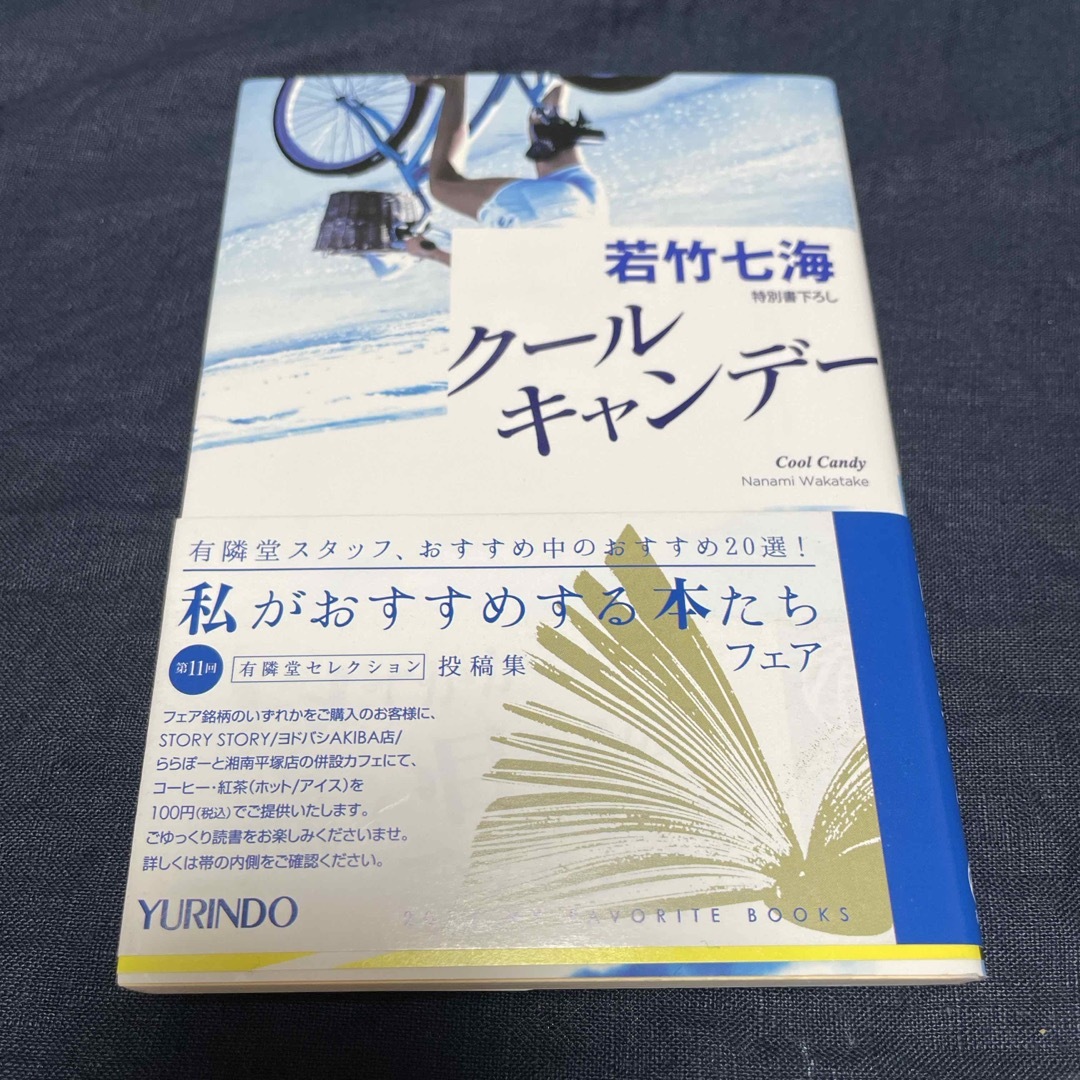 若竹七海
特別書下ろし
クール
キャンデー
Cool Candy
Nanami Wakatake
有隣堂スタッフ、おすすめ中のおすすめ20選!
私がおすすめする本たち
フェア
第11回 有隣堂セレクション 投稿集
フェア銘柄のいずれかをご購入のお客様に、
STORY STORY/ヨドバシAKIBA店/
ららぽーと湘南平塚店の併設カフェにて、
コーヒー・紅茶(ホット/アイス)を
100円(税込)でご提供いたします。
ごゆっくり読書をお楽しみくださいませ。
詳しくは帯の内側をご確認ください。
YURINDO
FAVORITE BOOKS